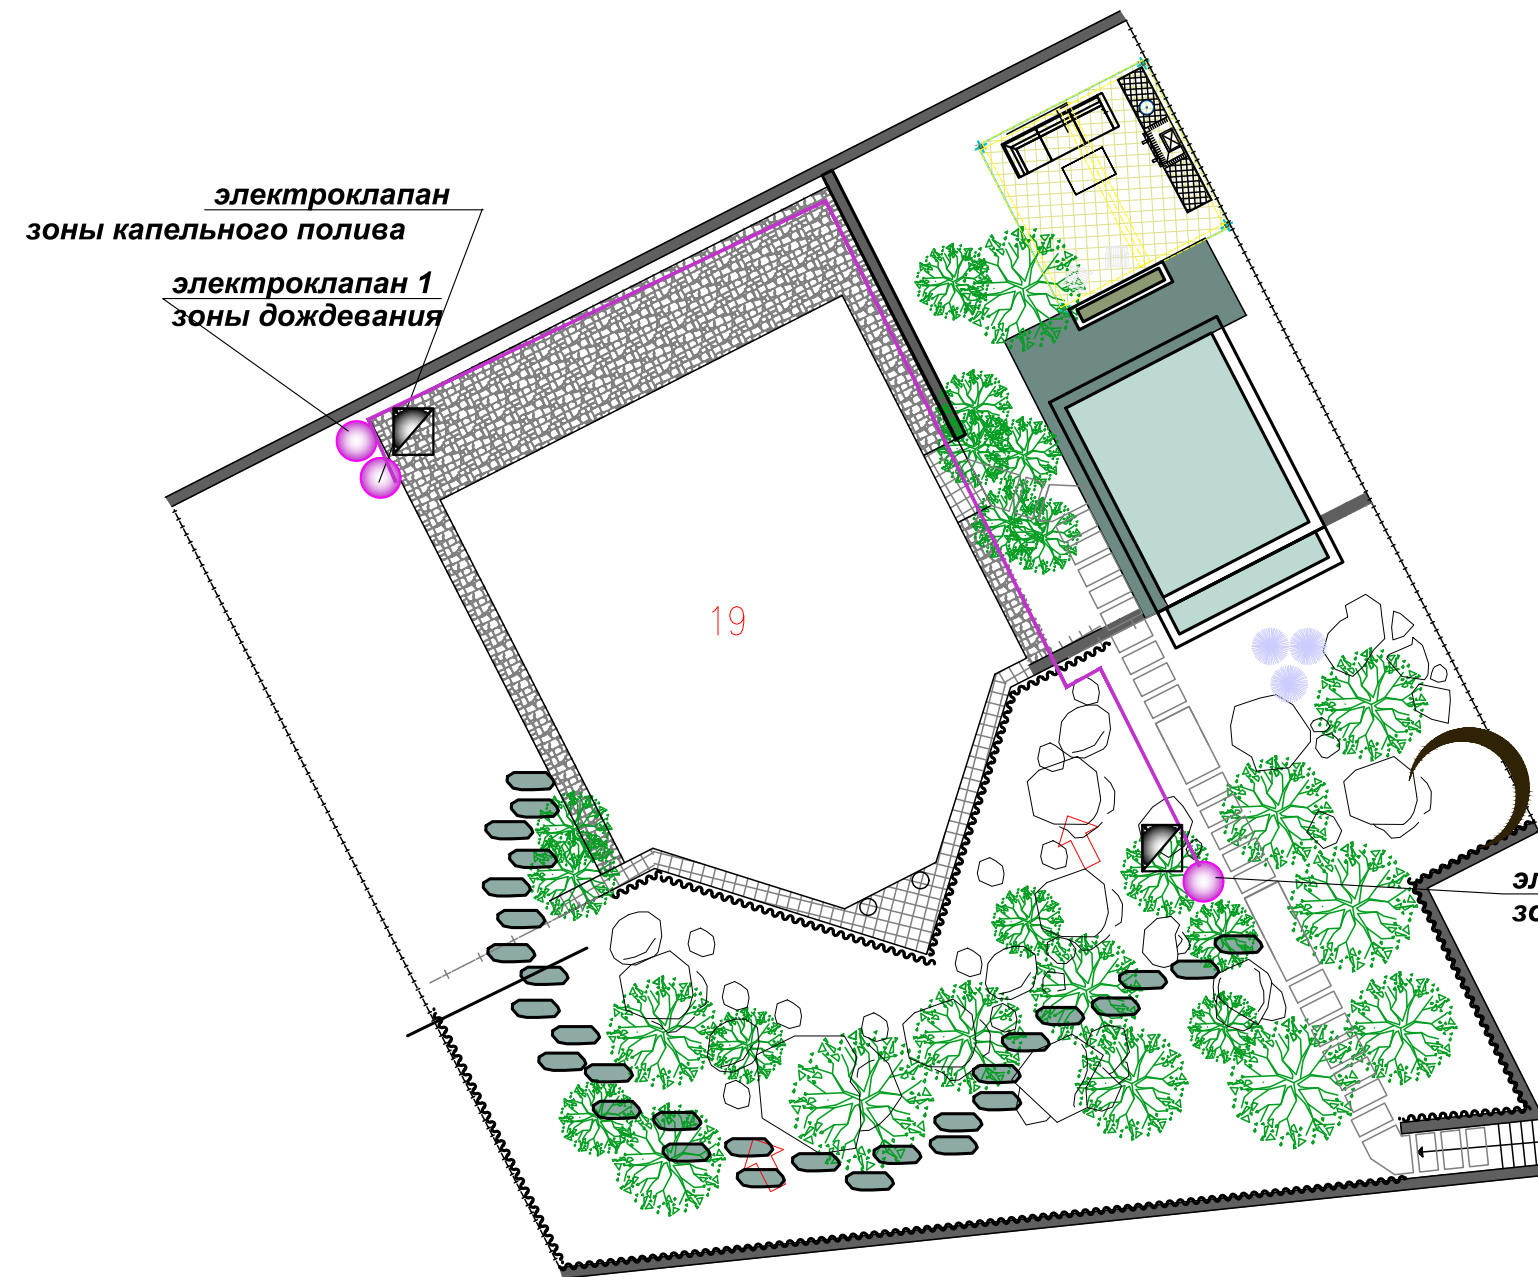 электроклапан
зоны капельного полива
электроклапан 1
зоны дождевания
19